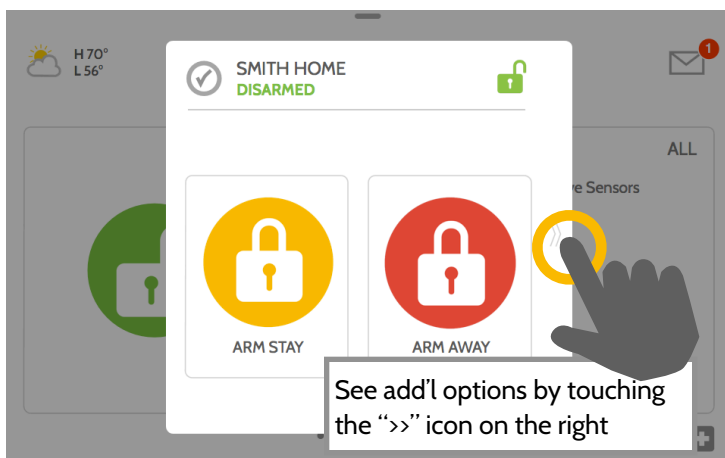 H 70°
L 56°
SMITH HOME
DISARMED
1
ALL
e Sensors
ARM STAY
ARM AWAY
See add’l options by touching
the “>>” icon on the right